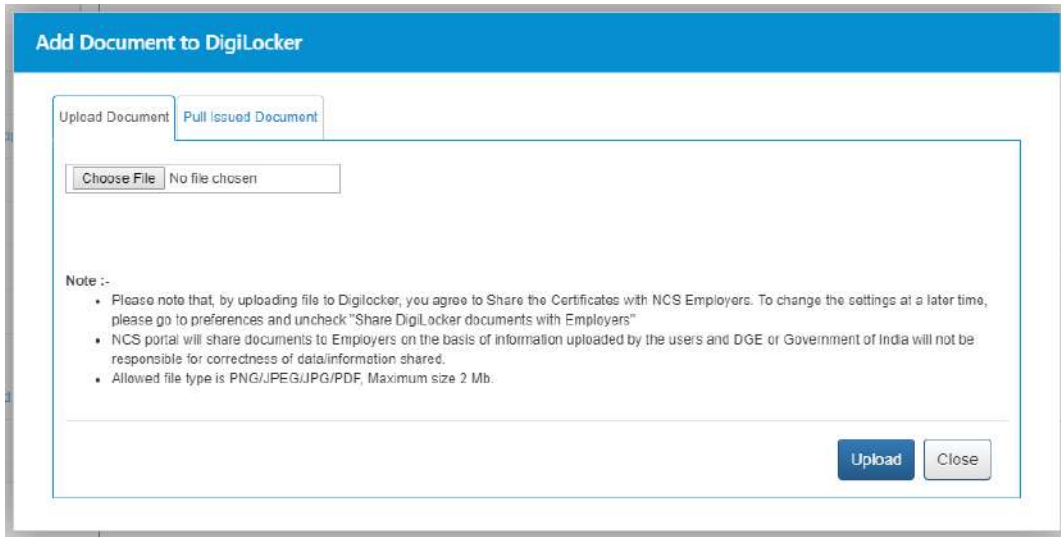 Add Document to DigiLocker
Upload Document Pull Issued Document
Choose File No file chosen
Note :-
• Please note that, by uploading file to Digilocker, you agree to Share the Certificates with NCS Employers. To change the settings at a later time,
please go to preferences and uncheck "Share DigiLocker documents with Employers"
• NCS portal will share documents to Employers on the basis of information uploaded by the users and DGE or Government of India will not be
responsible for correctness of data/information shared.
• Allowed file type is PNG/JPEG/JPG/PDF, Maximum size 2 Mb.
Upload Close